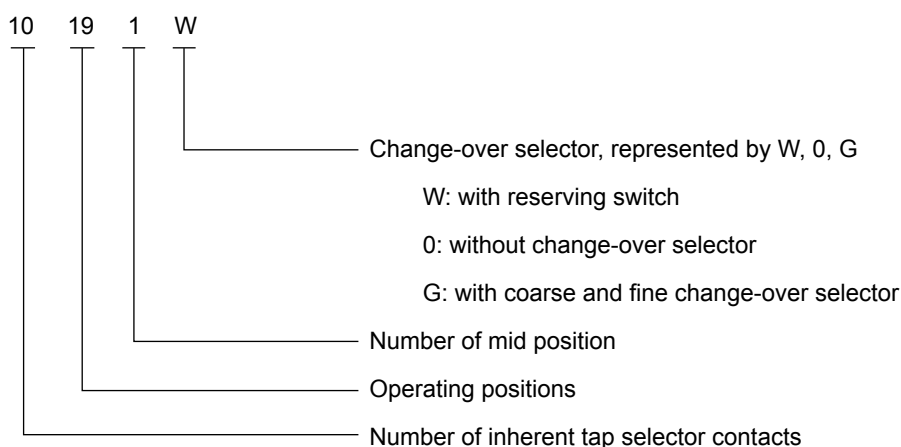 10 19 1 W
Change-over selector, represented by W, 0, G
W: with reserving switch
0: without change-over selector
G: with coarse and fine change-over selector
Number of mid position
Operating positions
Number of inherent tap selector contacts